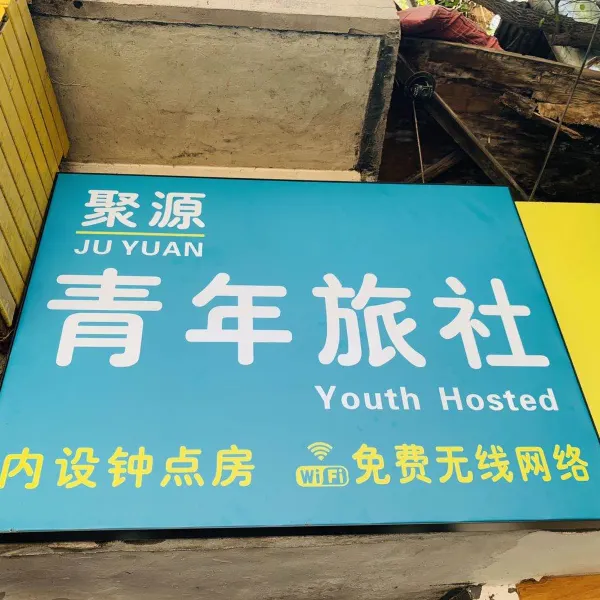 聚源
JU YUAN
青年旅社
Youth Hosted
内设钟点房
WiFi 免费无线网络